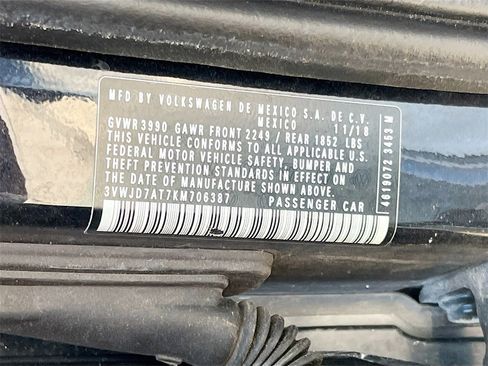 MFD BY VOLKSWAGEN DE MEXICO S.A. DE C.V.
MEXICO 11/18
GVWR 3990 GAWR FRONT 2249 / REAR 1852 LBS
THIS VEHICLE CONFORMS TO ALL APPLICABLE
FEDERAL MOTOR VEHICLE SAFETY, BUMPER AND
THEFT PREVENTION STANDARDS IN EFFECT ON
THE DATE OF MANUFACTURE SHOWN ABOVE.
3VWJD7AT7KM706387 PASSENGER CAR
4619072 3463 M